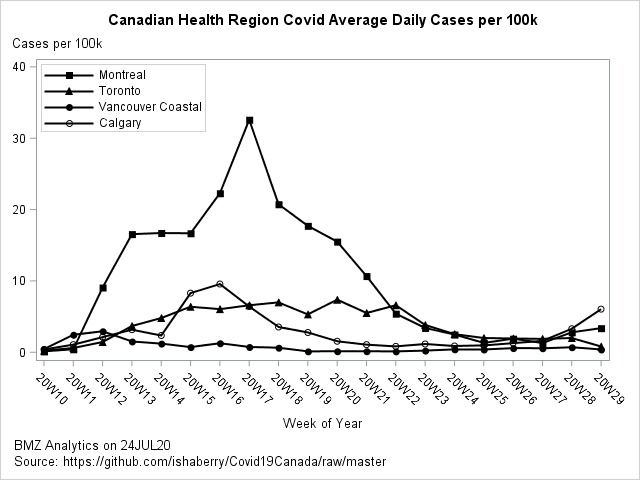 Canadian Health Region Covid Average Daily Cases per 100k
Cases per 100k
40
30
20
10
0
Montreal
Toronto
Vancouver Coastal
Calgary
20W10 20W11 20W12 20W13 20W14 20W15 20W16 20W17 20W18 20W19 20W20 20W21 20W22 20W23 20W24 20W25 20W26 20W27 20W28 20W29
Week of Year
BMZ Analytics on 24JUL20
Source: https://github.com/ishaberry/Covid19Canada/raw/master